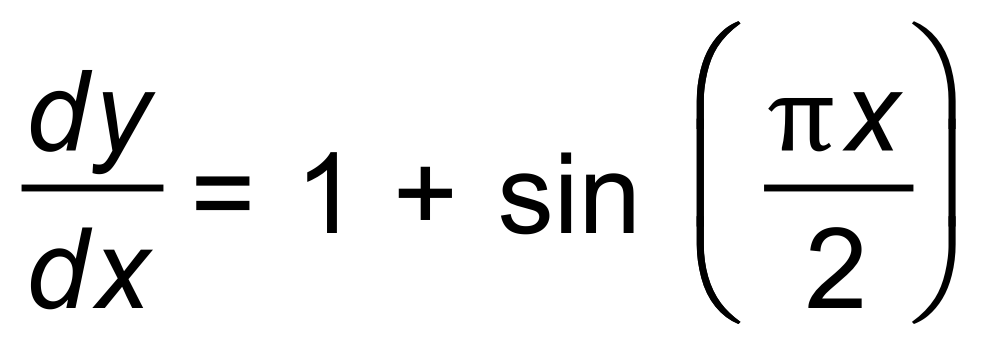 dy/dx = 1 + sin (πx/2)